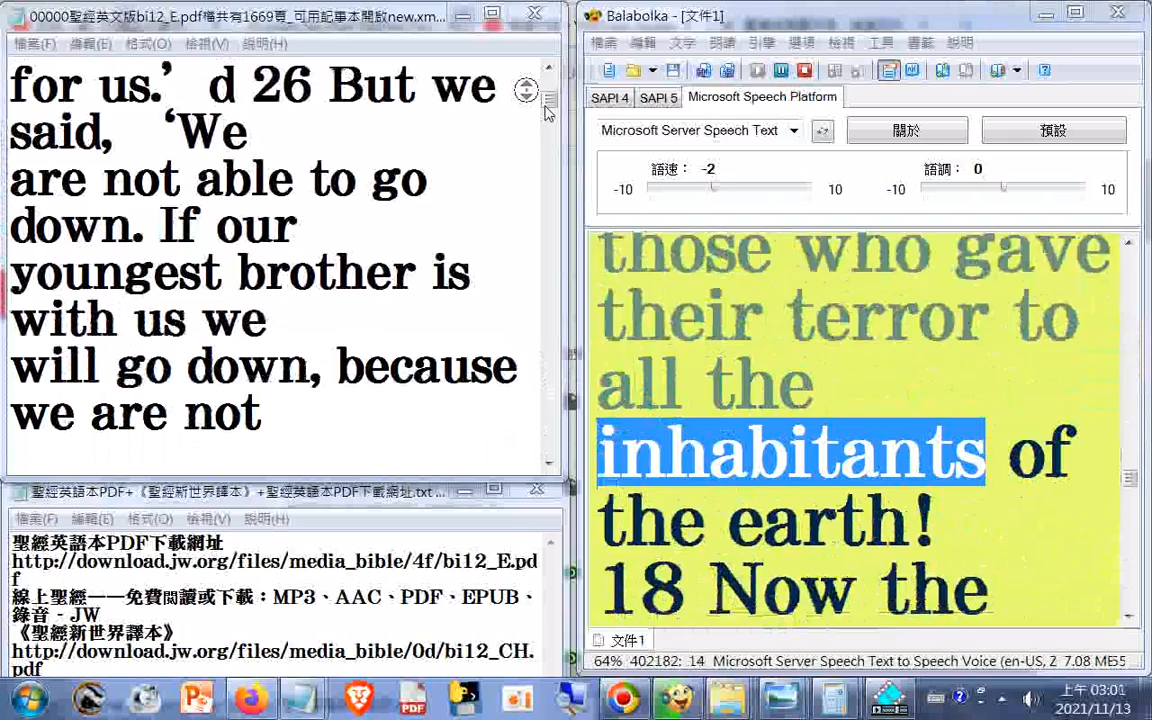 00000聖經英文版bi12_E.pdf檔共有1669頁_可用記事本開啟new.xm...
檔案(F) 編輯(E) 格式(O) 檢視(V) 說明(H)
for us.’ d 26 But we
said, ‘We
are not able to go
down. If our
youngest brother is
with us we
will go down, because
we are not
聖經英語本PDF+《聖經新世界譯本》+聖經英語本PDF下載網址.txt ...
檔案(F) 編輯(E) 格式(O) 檢視(V) 說明(H)
聖經英語本PDF下載網址
http://download.jw.org/files/media_bible/4f/bi12_E.pd
f
線上聖經——免費閱讀或下載：MP3、AAC、PDF、EPUB、
錄音 - JW
《聖經新世界譯本》
http://download.jw.org/files/media_bible/0d/bi12_CH.
pdf
Balabolka - [文件1]
檔案 編輯 文字 朗讀 引擎 選項 檢視 工具 書籤 說明
SAPI 4 SAPI 5 Microsoft Speech Platform
Microsoft Server Speech Text 關於 預設
語速： -2 語調： 0
-10 10 -10 10
those who gave
their terror to
all the
inhabitants of
the earth!
18 Now the
文件1
64% 402182: 14 Microsoft Server Speech Text to Speech Voice (en-US, Z 7.08 MB55
PDF
上午 03:01
2021/11/13